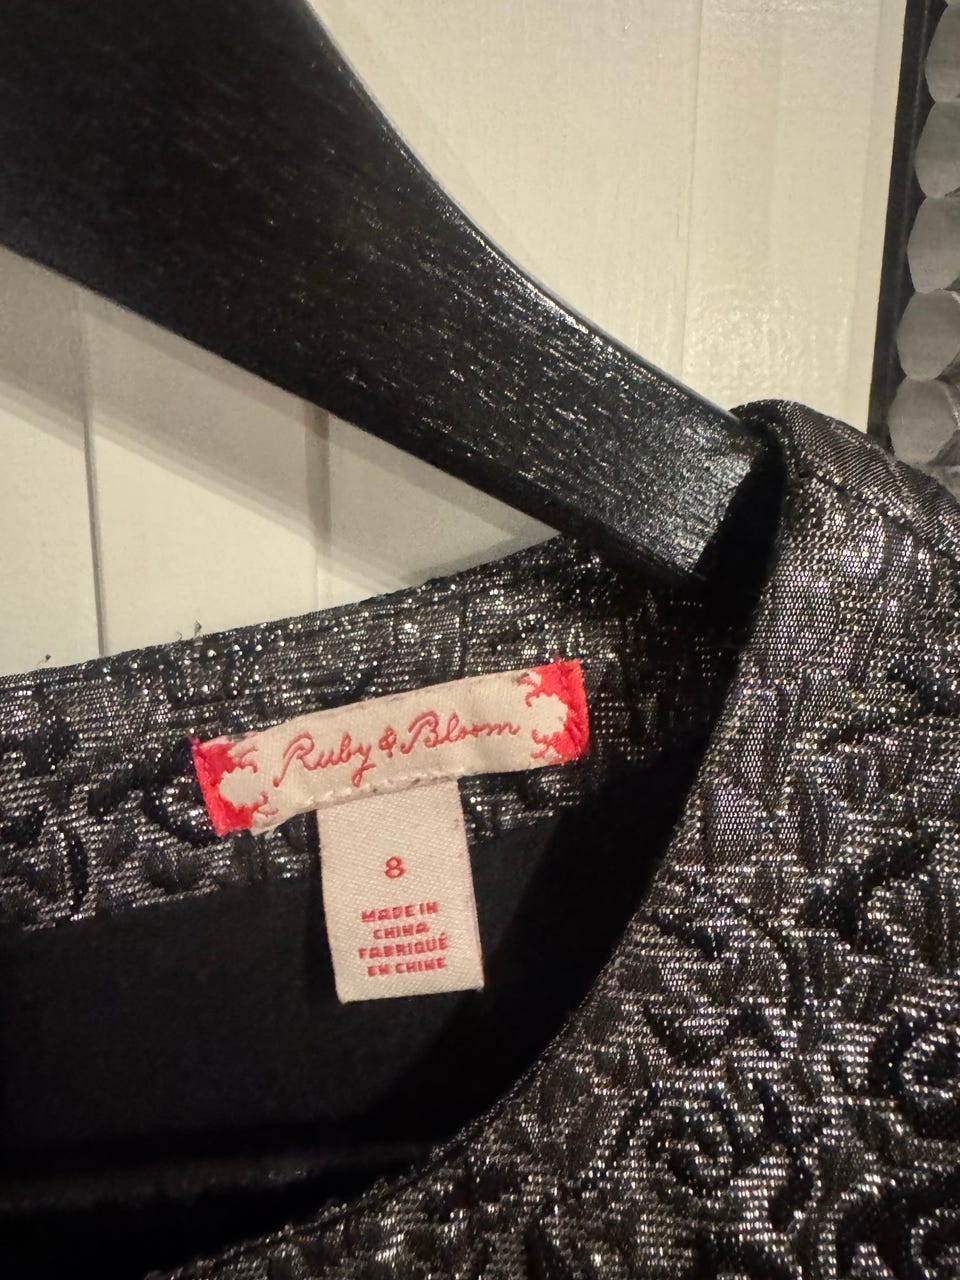 Ruby & Bloom
8
MADE IN
CHINA
FABRIQUÉ
EN CHINE